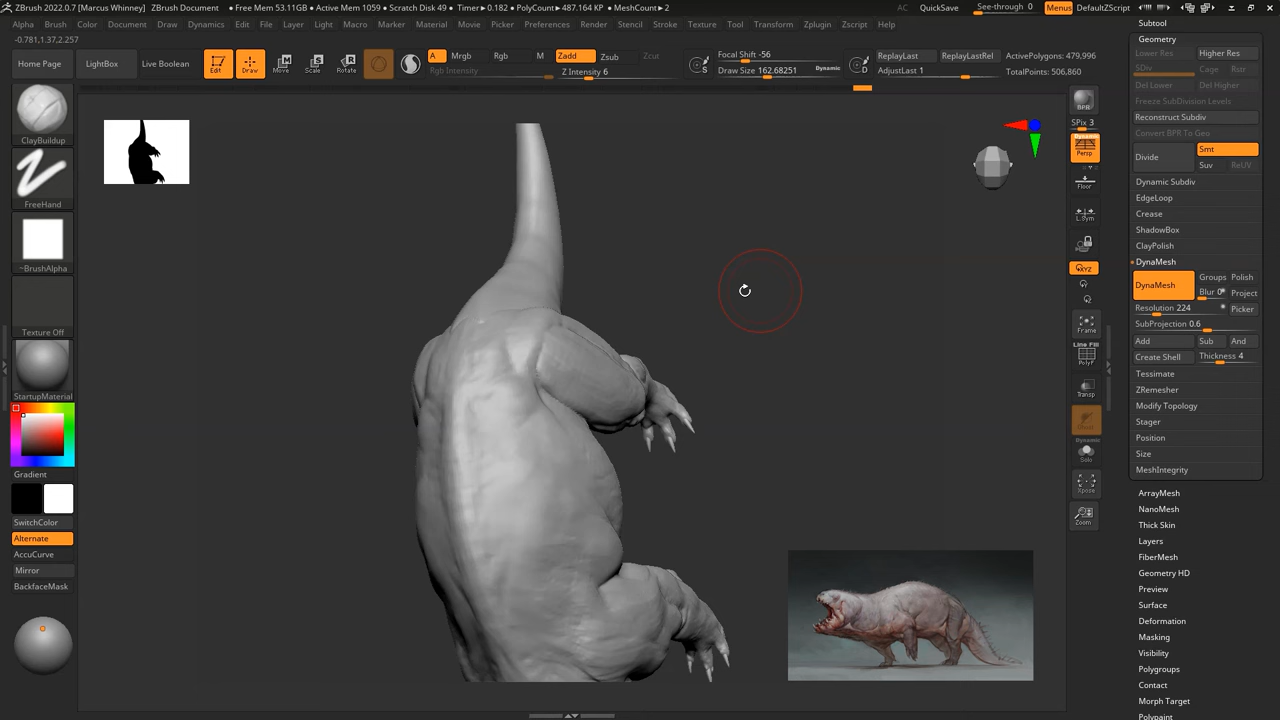 ZBrush 2022.0.7 [Marcus Whinney] ZBrush Document ● Free Mem 53.11GB ● Active Mem 1059 ● Scratch Disk 49 ● Timer▸0.182 ● PolyCount▸487.164 KP ● MeshCount▸2 AC QuickSave See-through 0 Menus DefaultZScript
Alpha Brush Color Document Draw Dynamics Edit File Layer Light Macro Marker Material Movie Picker Preferences Render Stencil Stroke Texture Tool Transform Zplugin Zscript Help
-0.781,1.37,2.257
Home Page LightBox Live Boolean Edit Draw Move Scale Rotate
A Mrgb Rgb M Zadd Zsub Zcut
Rgb Intensity Z Intensity 6
Focal Shift -56
Draw Size 162.68251 Dynamic
S
D
ReplayLast ReplayLastRel
AdjustLast 1
ActivePolygons: 479,996
TotalPoints: 506,860
ClayBuildup
FreeHand
~BrushAlpha
Texture Off
StartupMaterial
Gradient
SwitchColor
Alternate
AccuCurve
Mirror
BackfaceMask
BPR
SPix 3
Dynamic
Persp
Floor
L.Sym
XYZ
Frame
Line Fill
PolyF
Transp
Ghost
Dynamic
Solo
Xpose
Zoom
Subtool
Geometry
Lower Res Higher Res
SDiv Cage Rstr
Del Lower Del Higher
Freeze SubDivision Levels
Reconstruct Subdiv
Convert BPR To Geo
Divide Smt
Suv ReUV
Dynamic Subdiv
EdgeLoop
Crease
ShadowBox
ClayPolish
DynaMesh
DynaMesh Groups Polish
Blur 0 Project
Resolution 224 Picker
SubProjection 0.6
Add Sub And
Create Shell Thickness 4
Tessimate
ZRemesher
Modify Topology
Stager
Position
Size
MeshIntegrity
ArrayMesh
NanoMesh
Thick Skin
Layers
FiberMesh
Geometry HD
Preview
Surface
Deformation
Masking
Visibility
Polygroups
Contact
Morph Target
Polypaint